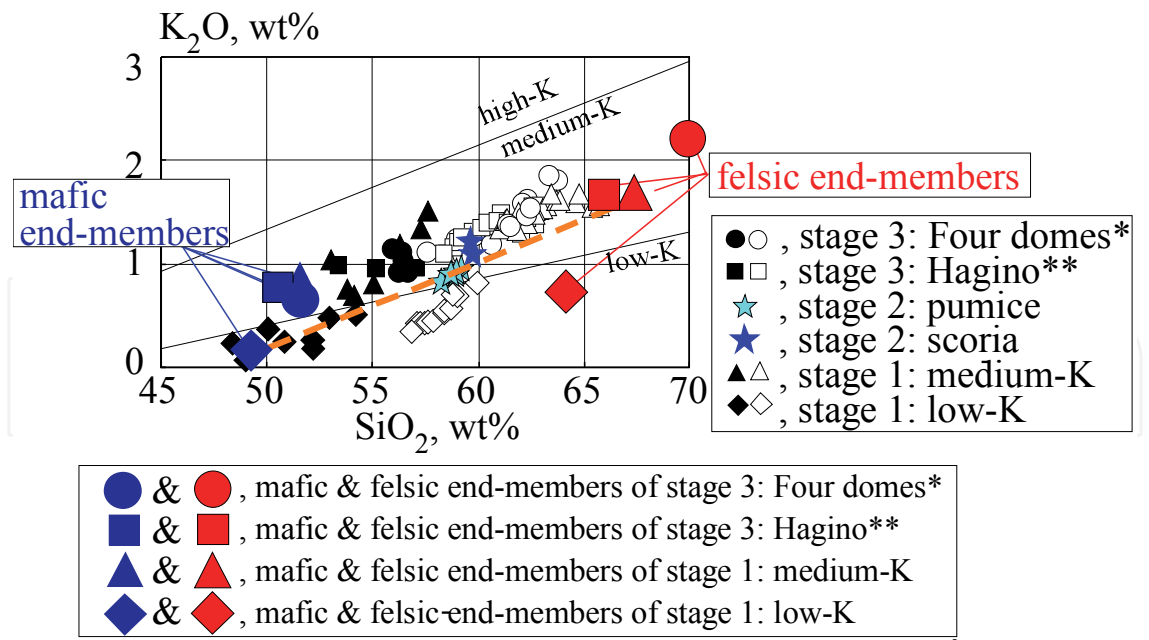 K2O, wt%
3
high-K
medium-K
2
felsic end-members
mafic
end-members
, stage 3: Four domes*
1
low-K
, stage 3: Hagino**
, stage 2: pumice
, stage 2: scoria
0
, stage 1: medium-K
45 50 55 60 65 70
, stage 1: low-K
SiO2, wt%
& , mafic & felsic end-members of stage 3: Four domes*
& , mafic & felsic end-members of stage 3: Hagino**
& , mafic & felsic end-members of stage 1: medium-K
& , mafic & felsic-end-members of stage 1: low-K